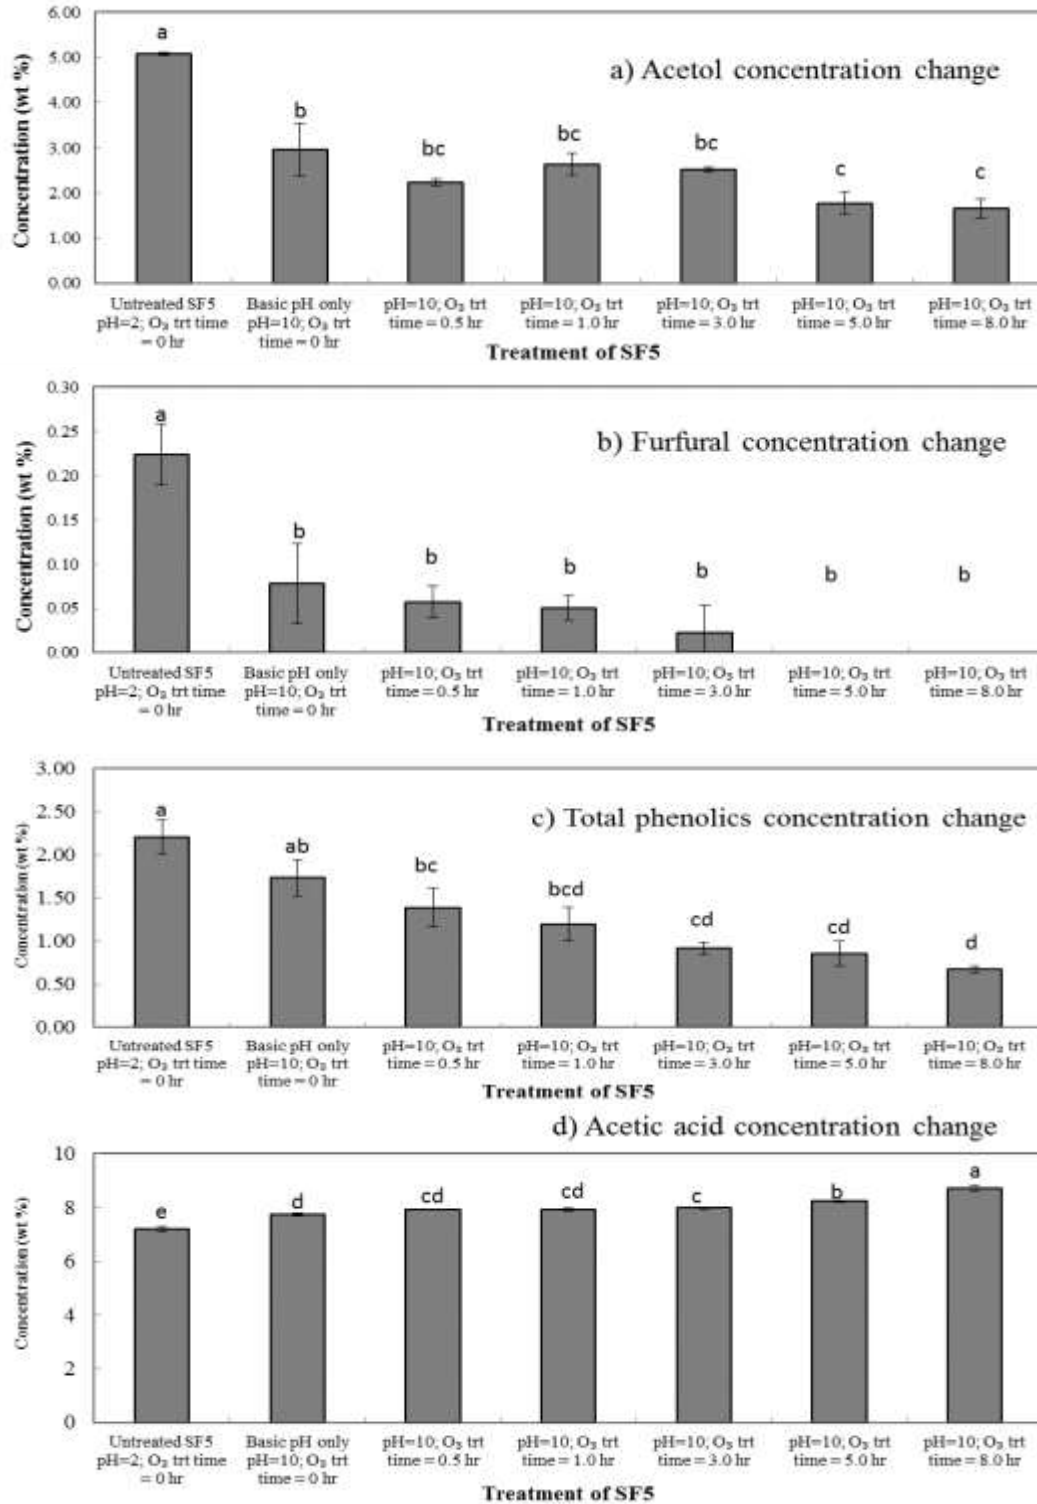 6.00
5.00
4.00
3.00
2.00
1.00
0.00
Concentration (wt %)
a) Acetol concentration change
a
b
bc
bc
bc
c
c
Untreated SF5
pH=2; O₃ trt time
= 0 hr
Basic pH only
pH=10; O₃ trt
time = 0 hr
pH=10; O₃ trt
time = 0.5 hr
pH=10; O₃ trt
time = 1.0 hr
pH=10; O₃ trt
time = 3.0 hr
pH=10; O₃ trt
time = 5.0 hr
pH=10; O₃ trt
time = 8.0 hr
Treatment of SF5
0.30
0.25
0.20
0.15
0.10
0.05
0.00
Concentration (wt %)
b) Furfural concentration change
a
b
b
b
b
b
b
Untreated SF5
pH=2; O₃ trt time
= 0 hr
Basic pH only
pH=10; O₃ trt
time = 0 hr
pH=10; O₃ trt
time = 0.5 hr
pH=10; O₃ trt
time = 1.0 hr
pH=10; O₃ trt
time = 3.0 hr
pH=10; O₃ trt
time = 5.0 hr
pH=10; O₃ trt
time = 8.0 hr
Treatment of SF5
3.00
2.50
2.00
1.50
1.00
0.50
0.00
Concentration (wt %)
c) Total phenolics concentration change
a
ab
bc
bcd
cd
cd
d
Untreated SF5
pH=2; O₃ trt time
= 0 hr
Basic pH only
pH=10; O₃ trt
time = 0 hr
pH=10; O₃ trt
time = 0.5 hr
pH=10; O₃ trt
time = 1.0 hr
pH=10; O₃ trt
time = 3.0 hr
pH=10; O₃ trt
time = 5.0 hr
pH=10; O₃ trt
time = 8.0 hr
Treatment of SF5
d) Acetic acid concentration change
10
8
6
4
2
0
Concentration (wt %)
e
d
cd
cd
c
b
a
Untreated SF5
pH=2; O₃ trt time
= 0 hr
Basic pH only
pH=10; O₃ trt
time = 0 hr
pH=10; O₃ trt
time = 0.5 hr
pH=10; O₃ trt
time = 1.0 hr
pH=10; O₃ trt
time = 3.0 hr
pH=10; O₃ trt
time = 5.0 hr
pH=10; O₃ trt
time = 8.0 hr
Treatment of SF5